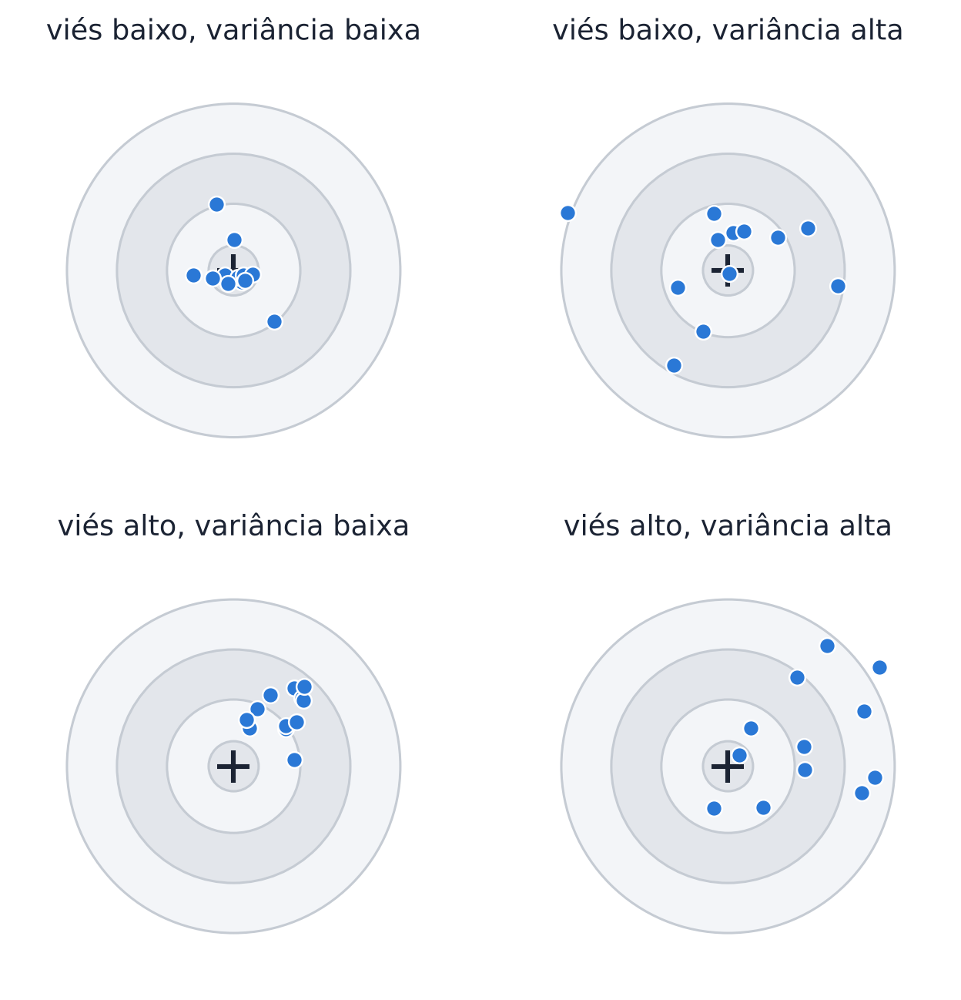 viés baixo, variância baixa
viés baixo, variância alta
viés alto, variância baixa
viés alto, variância alta